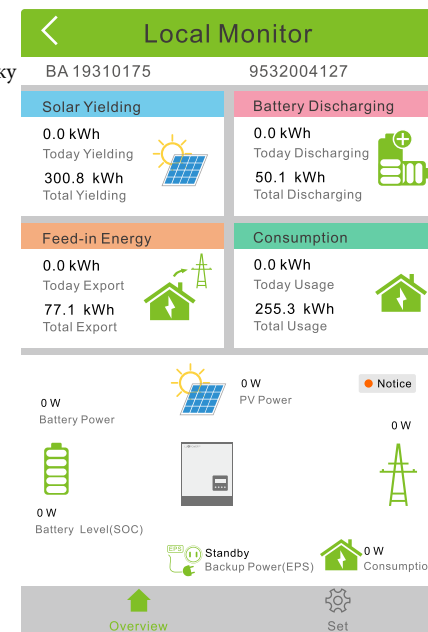 Local Monitor
ky
BA 19310175 9532004127
Solar Yielding
0.0 kWh
Today Yielding
300.8 kWh
Total Yielding
Battery Discharging
0.0 kWh
Today Discharging
50.1 kWh
Total Discharging
Feed-in Energy
0.0 kWh
Today Export
77.1 kWh
Total Export
Consumption
0.0 kWh
Today Usage
255.3 kWh
Total Usage
0 W
PV Power
Notice
0 W
Battery Power
0 W
0 W
Battery Level(SOC)
EPS
Standby
Backup Power(EPS)
0 W
Consumptio
Overview
Set